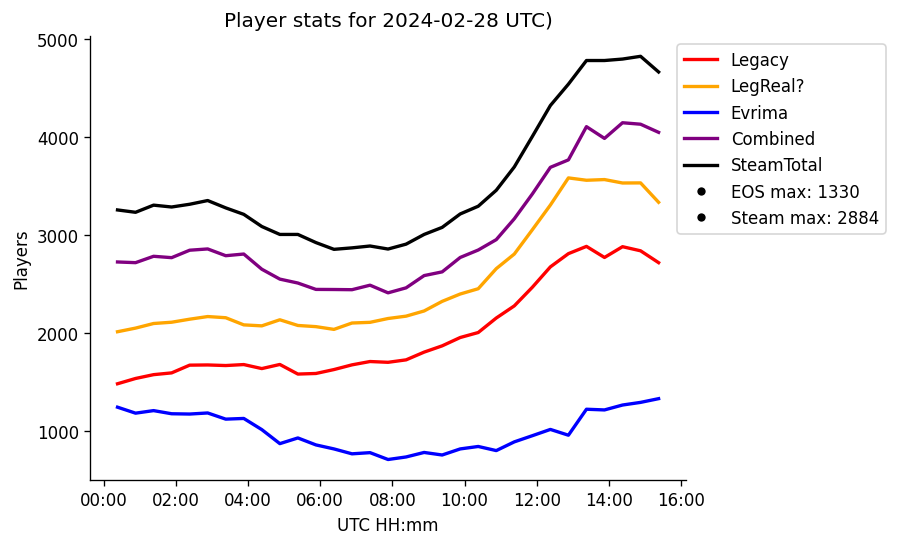 Player stats for 2024-02-28 UTC)
5000
4000
3000
2000
1000
Players
00:00 02:00 04:00 06:00 08:00 10:00 12:00 14:00 16:00
UTC HH:mm
Legacy
LegReal?
Evrima
Combined
SteamTotal
EOS max: 1330
Steam max: 2884